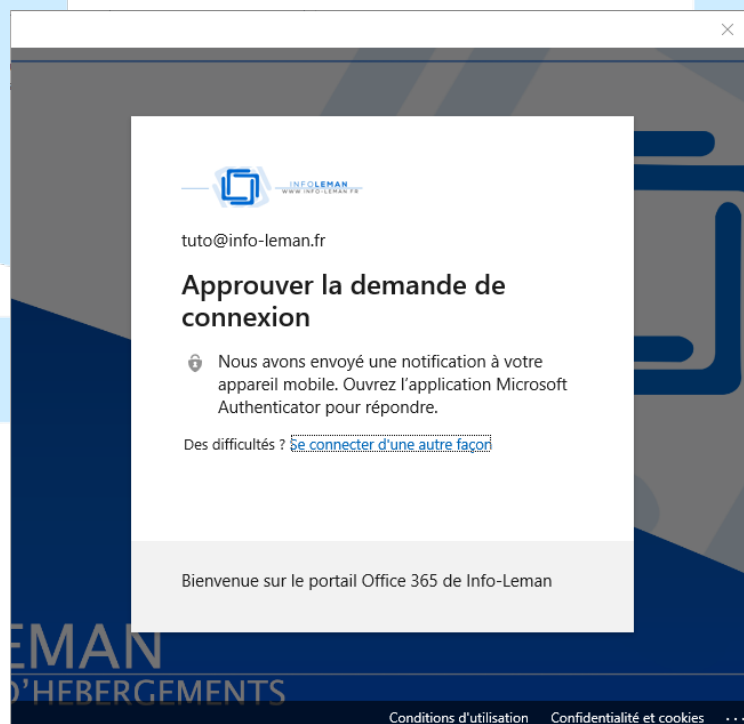 INFOLEMAN
WWW.INFO-LEMAN.FR
tuto@info-leman.fr
Approuver la demande de
connexion
Nous avons envoyé une notification à votre
appareil mobile. Ouvrez l'application Microsoft
Authenticator pour répondre.
Des difficultés ? Se connecter d'une autre façon
Bienvenue sur le portail Office 365 de Info-Leman
EMAN
D'HEBERGEMENTS
Conditions d'utilisation Confidentialité et cookies ...